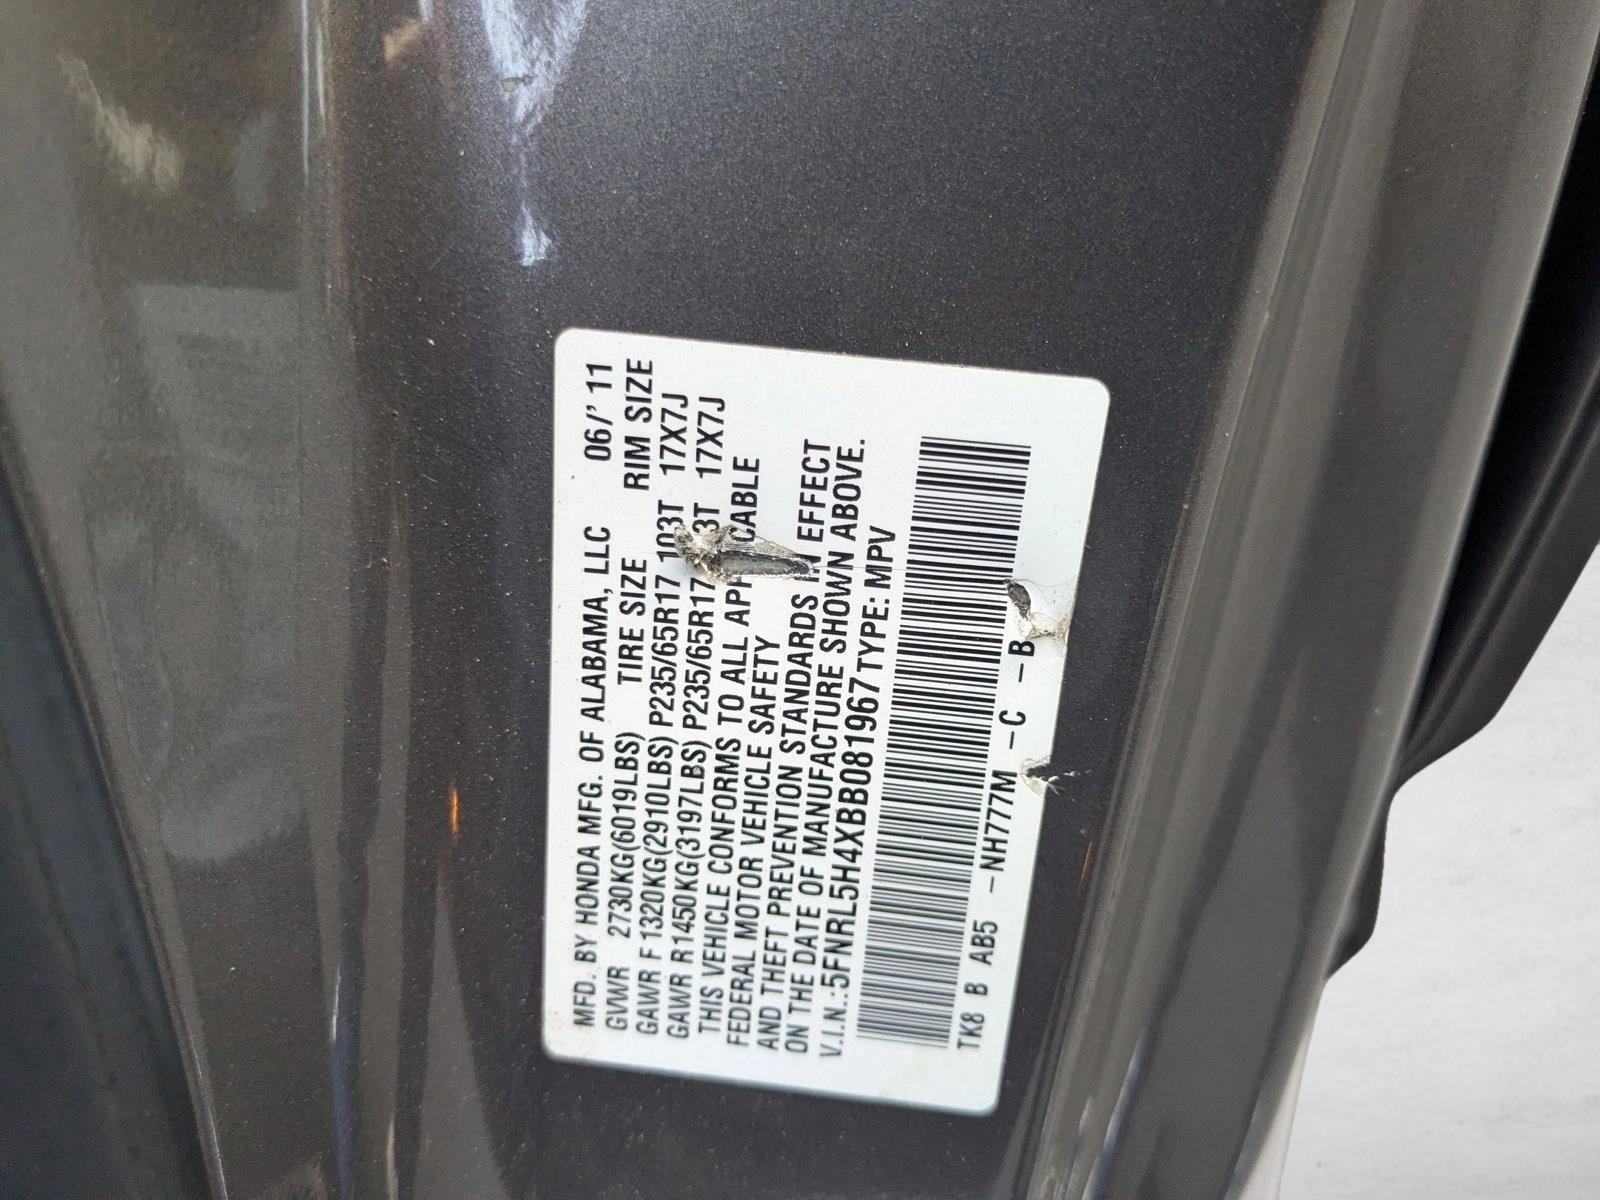 MFD. BY HONDA MFG. OF ALABAMA, LLC 06/'11
GVWR 2730KG(6019LBS) TIRE SIZE RIM SIZE
GAWR F 1320KG(2910LBS) P235/65R17 103T 17X7J
GAWR R 1450KG(3197LBS) P235/65R17 3T 17X7J
THIS VEHICLE CONFORMS TO ALL APP CABLE
FEDERAL MOTOR VEHICLE SAFETY
AND THEFT PREVENTION STANDARDS IN EFFECT
ON THE DATE OF MANUFACTURE SHOWN ABOVE.
V.I.N.:5FNRL5H4XBB081967 TYPE: MPV
TK8 B AB5 -NH777M -C -B